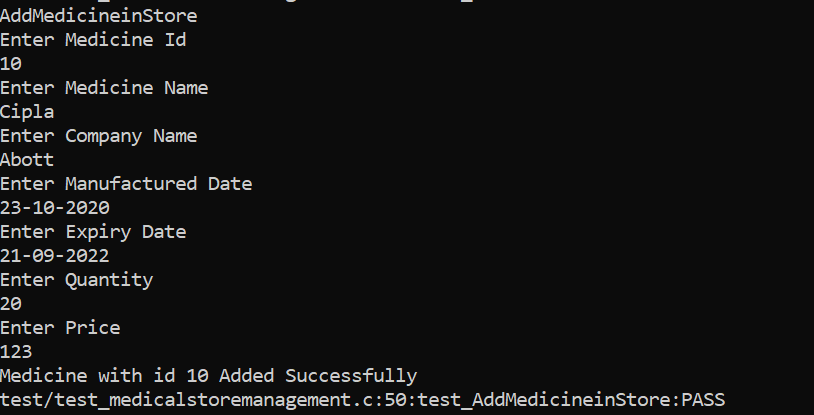 AddMedicineinStore
Enter Medicine Id
10
Enter Medicine Name
Cipla
Enter Company Name
Abott
Enter Manufactured Date
23-10-2020
Enter Expiry Date
21-09-2022
Enter Quantity
20
Enter Price
123
Medicine with id 10 Added Successfully
test/test_medicalstoremanagement.c:50:test_AddMedicineinStore:PASS